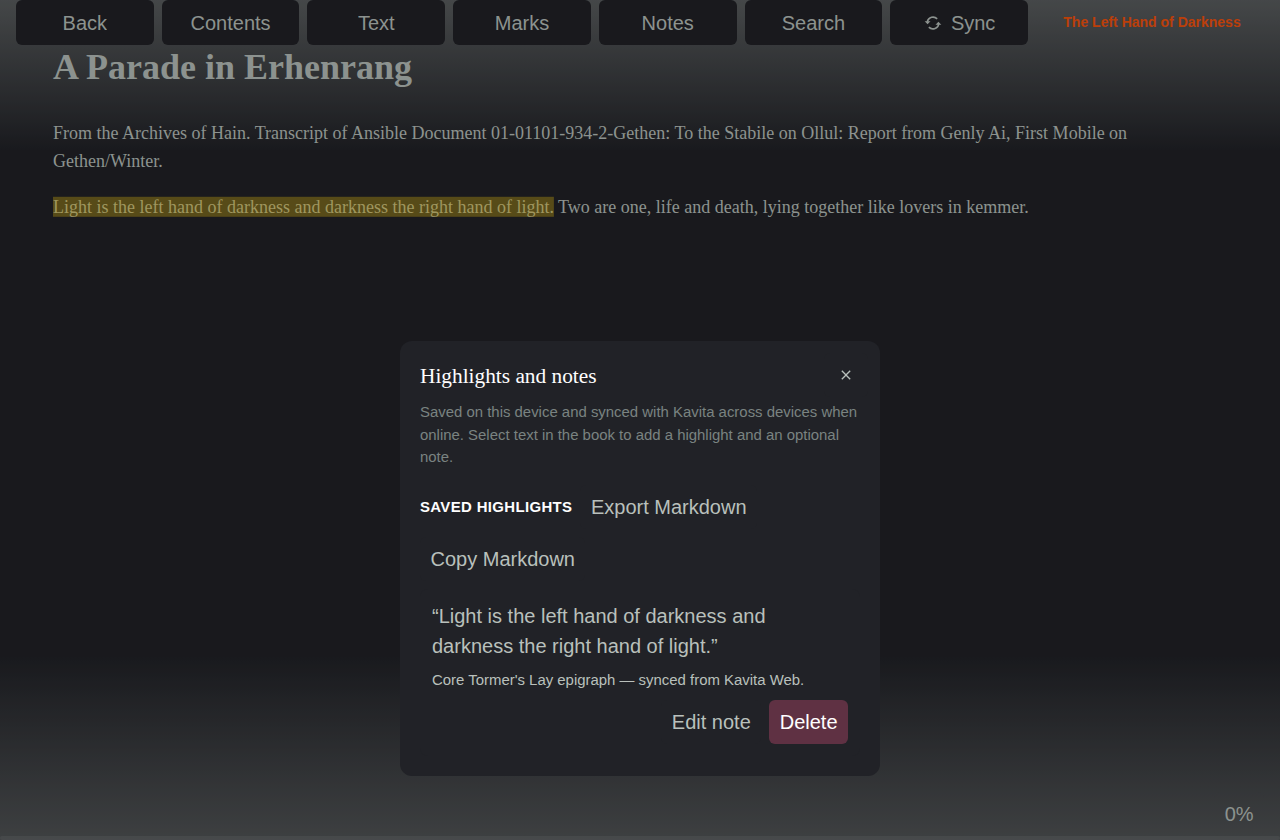 Back
Contents
Text
Marks
Notes
Search
Sync
The Left Hand of Darkness
A Parade in Erhenrang
From the Archives of Hain. Transcript of Ansible Document 01-01101-934-2-Gethen: To the Stabile on Ollul: Report from Genly Ai, First Mobile on
Gethen/Winter.
Light is the left hand of darkness and darkness the right hand of light. Two are one, life and death, lying together like lovers in kemmer.
Highlights and notes
×
Saved on this device and synced with Kavita across devices when
online. Select text in the book to add a highlight and an optional
note.
SAVED HIGHLIGHTS
Export Markdown
Copy Markdown
“Light is the left hand of darkness and
darkness the right hand of light.”
Core Tormer's Lay epigraph — synced from Kavita Web.
Edit note
Delete
0%